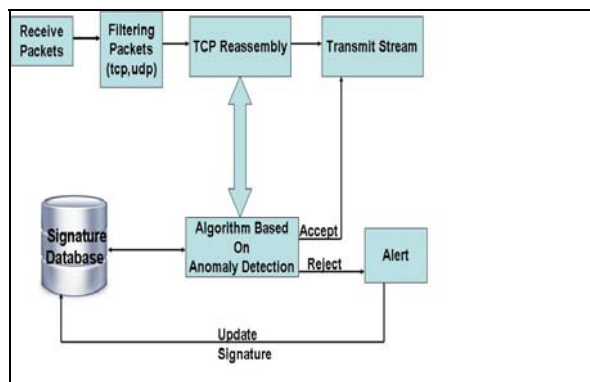 Receive
Packets
Filtering
Packets
(tcp,udp)
TCP Reassembly
Transmit Stream
Signature
Database
Algorithm Based
On
Anomaly Detection
Accept
Reject
Alert
Update
Signature